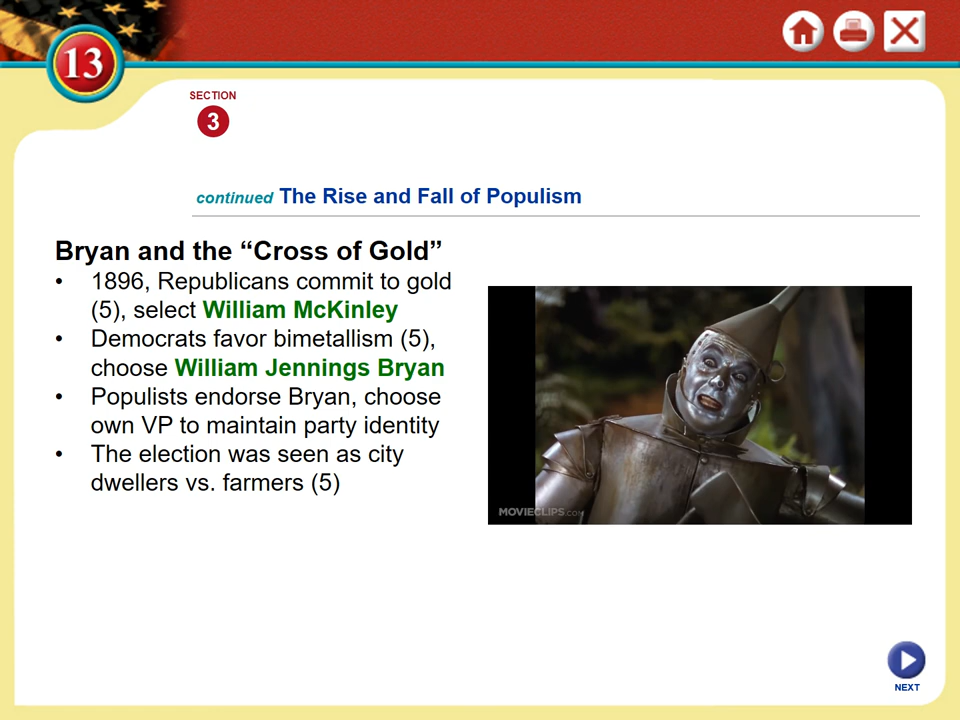 13
SECTION
3
continued The Rise and Fall of Populism
Bryan and the “Cross of Gold”
• 1896, Republicans commit to gold
(5), select William McKinley
• Democrats favor bimetallism (5),
choose William Jennings Bryan
• Populists endorse Bryan, choose
own VP to maintain party identity
• The election was seen as city
dwellers vs. farmers (5)
MOVIECLIPS.COM
NEXT